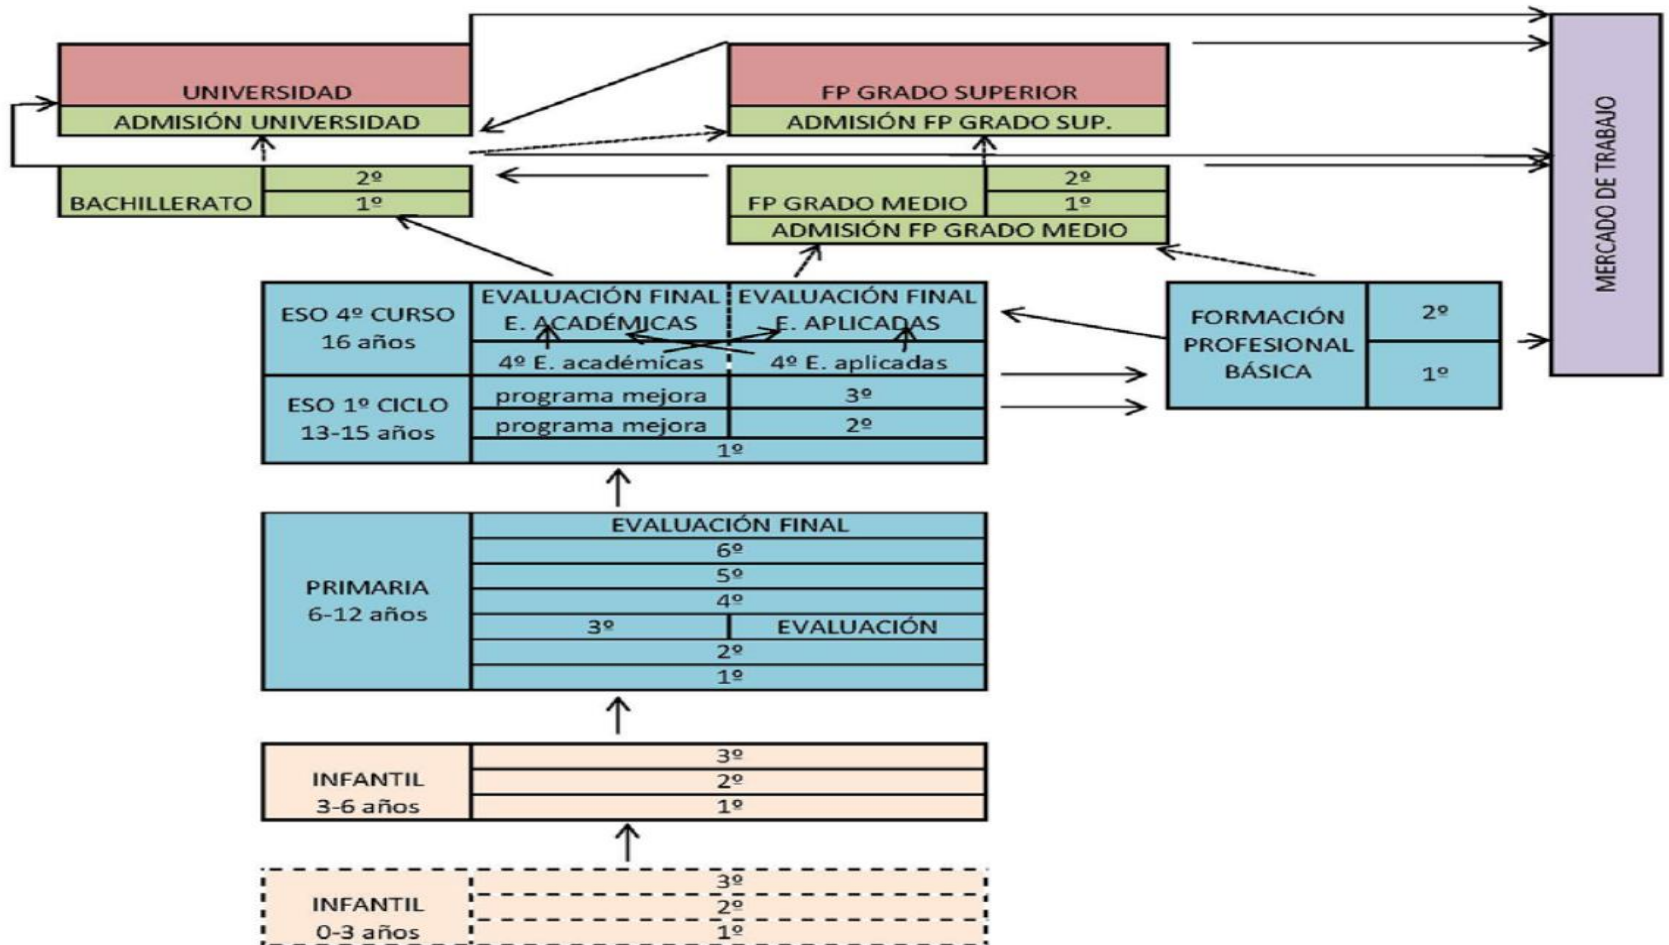 UNIVERSIDAD
ADMISIÓN UNIVERSIDAD
FP GRADO SUPERIOR
ADMISIÓN FP GRADO SUP.
MERCADO DE TRABAJO
BACHILLERATO
2º
1º
FP GRADO MEDIO
2º
1º
ADMISIÓN FP GRADO MEDIO
ESO 4º CURSO
16 años
EVALUACIÓN FINAL
E. ACADÉMICAS
EVALUACIÓN FINAL
E. APLICADAS
4º E. académicas
4º E. aplicadas
FORMACIÓN
PROFESIONAL
BÁSICA
2º
1º
ESO 1º CICLO
13-15 años
programa mejora
3º
programa mejora
2º
1º
PRIMARIA
6-12 años
EVALUACIÓN FINAL
6º
5º
4º
3º
EVALUACIÓN
2º
1º
INFANTIL
3-6 años
3º
2º
1º
INFANTIL
0-3 años
3º
2º
1º